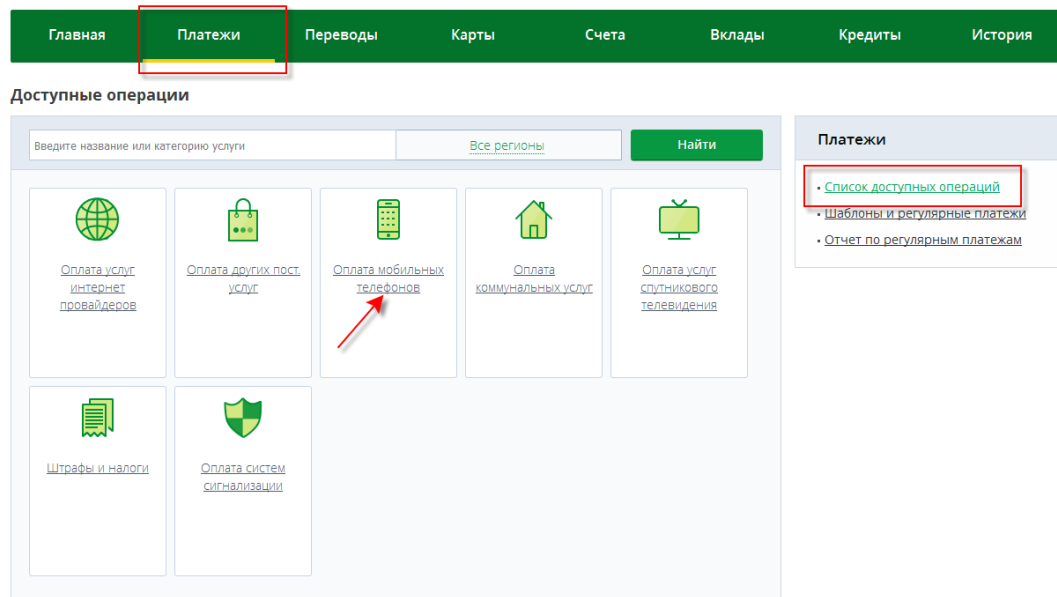 Главная Платежи Переводы Карты Счета Вклады Кредиты История
Доступные операции
Введите название или категорию услуги Все регионы Найти
Оплата услуг
интернет
провайдеров
Оплата других пост.
услуг
Оплата мобильных
телефонов
Оплата
коммунальных услуг
Оплата услуг
спутникового
телевидения
Штрафы и налоги
Оплата систем
сигнализации
Платежи
• Список доступных операций
• Шаблоны и регулярные платежи
• Отчет по регулярным платежам